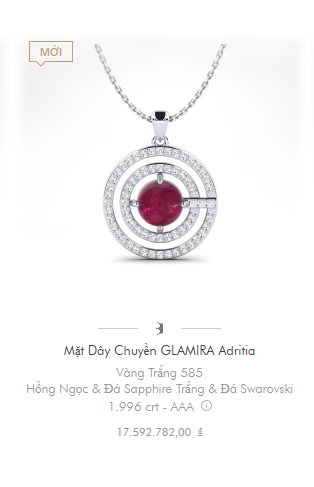 MỚI
Mặt Dây Chuyền GLAMIRA Adritia
Vàng Trắng 585
Hồng Ngọc & Đá Sapphire Trắng & Đá Swarovski
1.996 crt - AAA
17.592.782,00 ₫